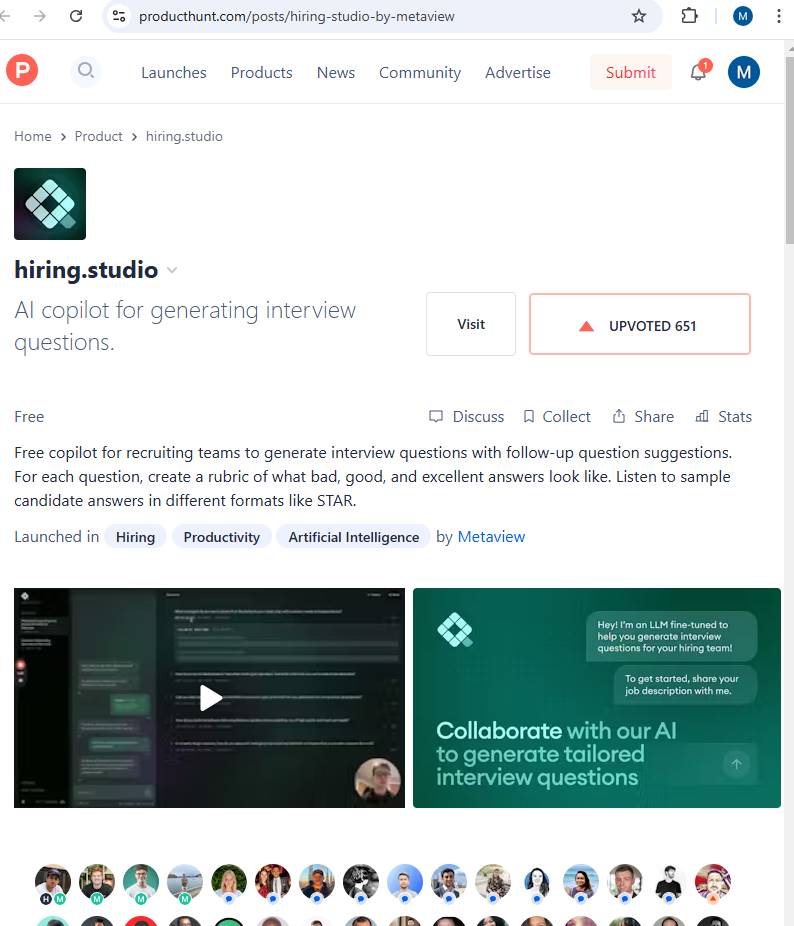 producthunt.com/posts/hiring-studio-by-metaview
M
P
Launches Products News Community Advertise Submit 1 M
Home > Product > hiring.studio
hiring.studio
AI copilot for generating interview
questions.
Visit
UPVOTED 651
Free
Discuss Collect Share Stats
Free copilot for recruiting teams to generate interview questions with follow-up question suggestions.
For each question, create a rubric of what bad, good, and excellent answers look like. Listen to sample
candidate answers in different formats like STAR.
Launched in Hiring Productivity Artificial Intelligence by Metaview
Hey! I'm an LLM fine-tuned to
help you generate interview
questions for your hiring team!
To get started, share your
job description with me.
Collaborate with our AI
to generate tailored
interview questions
H M M M M